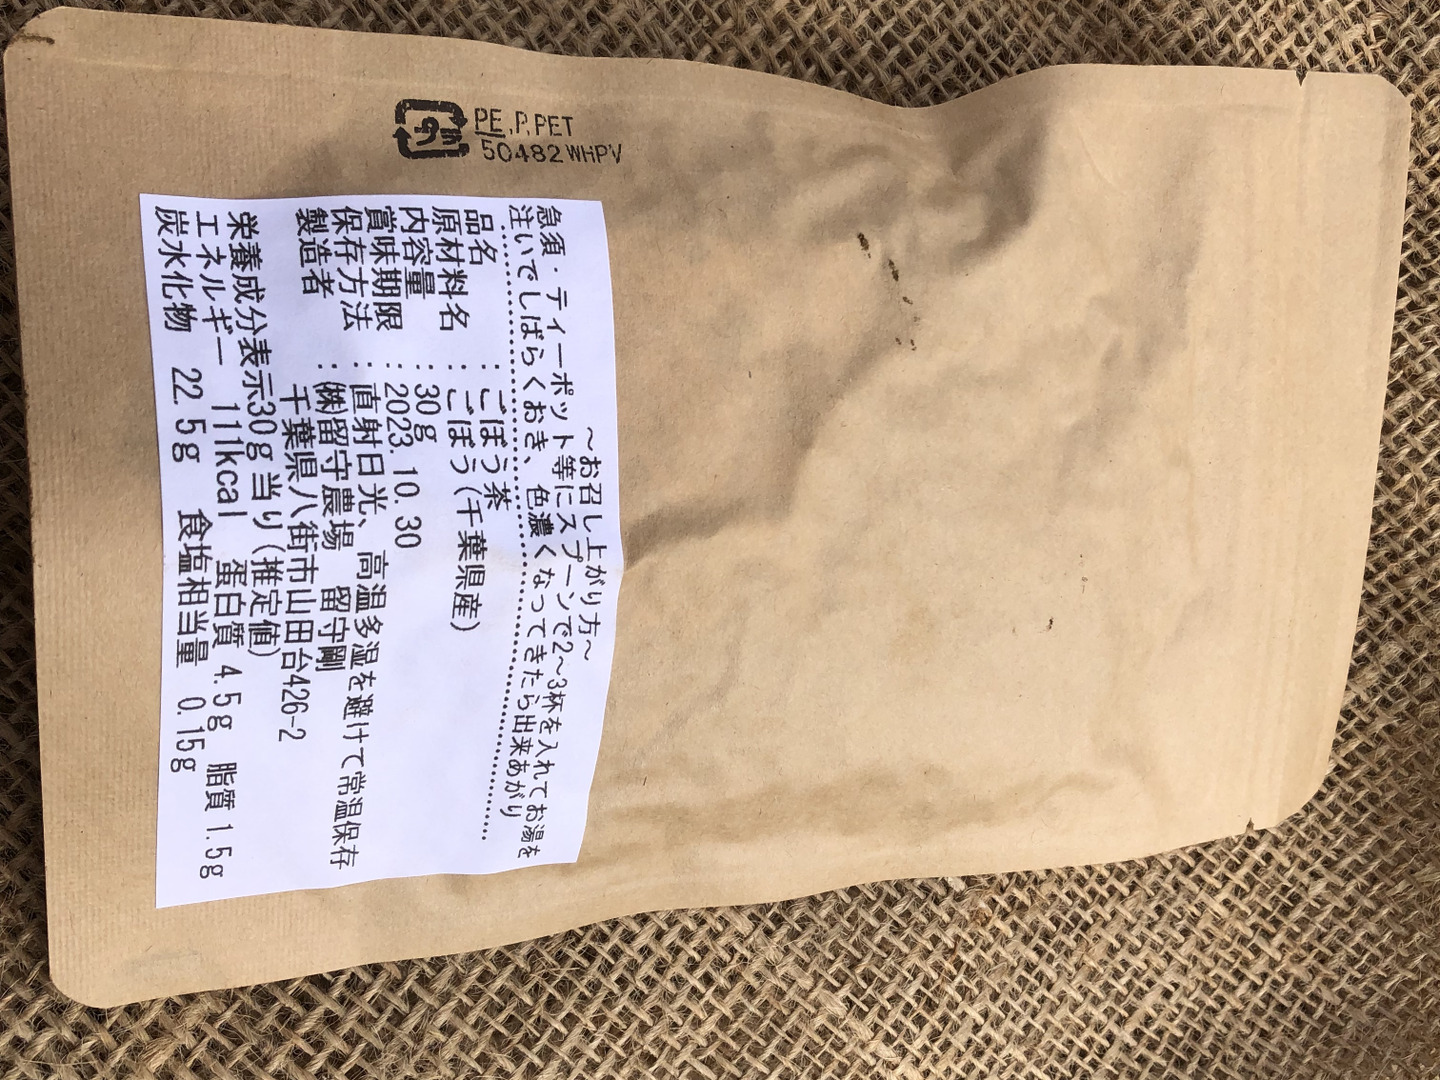 プラ
PE,P,PET
50482WHPV
～お召し上がり方～
急須・ティーポット等にスプーンで2～3杯を入れてお湯を
注いでしばらくおき、色濃くなってきたら出来あがり
品名 : ごぼう茶
原材料名 : ごぼう(千葉県産)
内容量 : 30g
賞味期限 : 2023. 10. 30
保存方法 : 直射日光、高温多湿を避けて常温保存
製造者 : ㈱留守農場 留守剛
千葉県八街市山田台426-2
栄養成分表示30g当り(推定値)
エネルギー 111kcal 蛋白質 4.5g 脂質 1.5g
炭水化物 22.5g 食塩相当量 0.15g